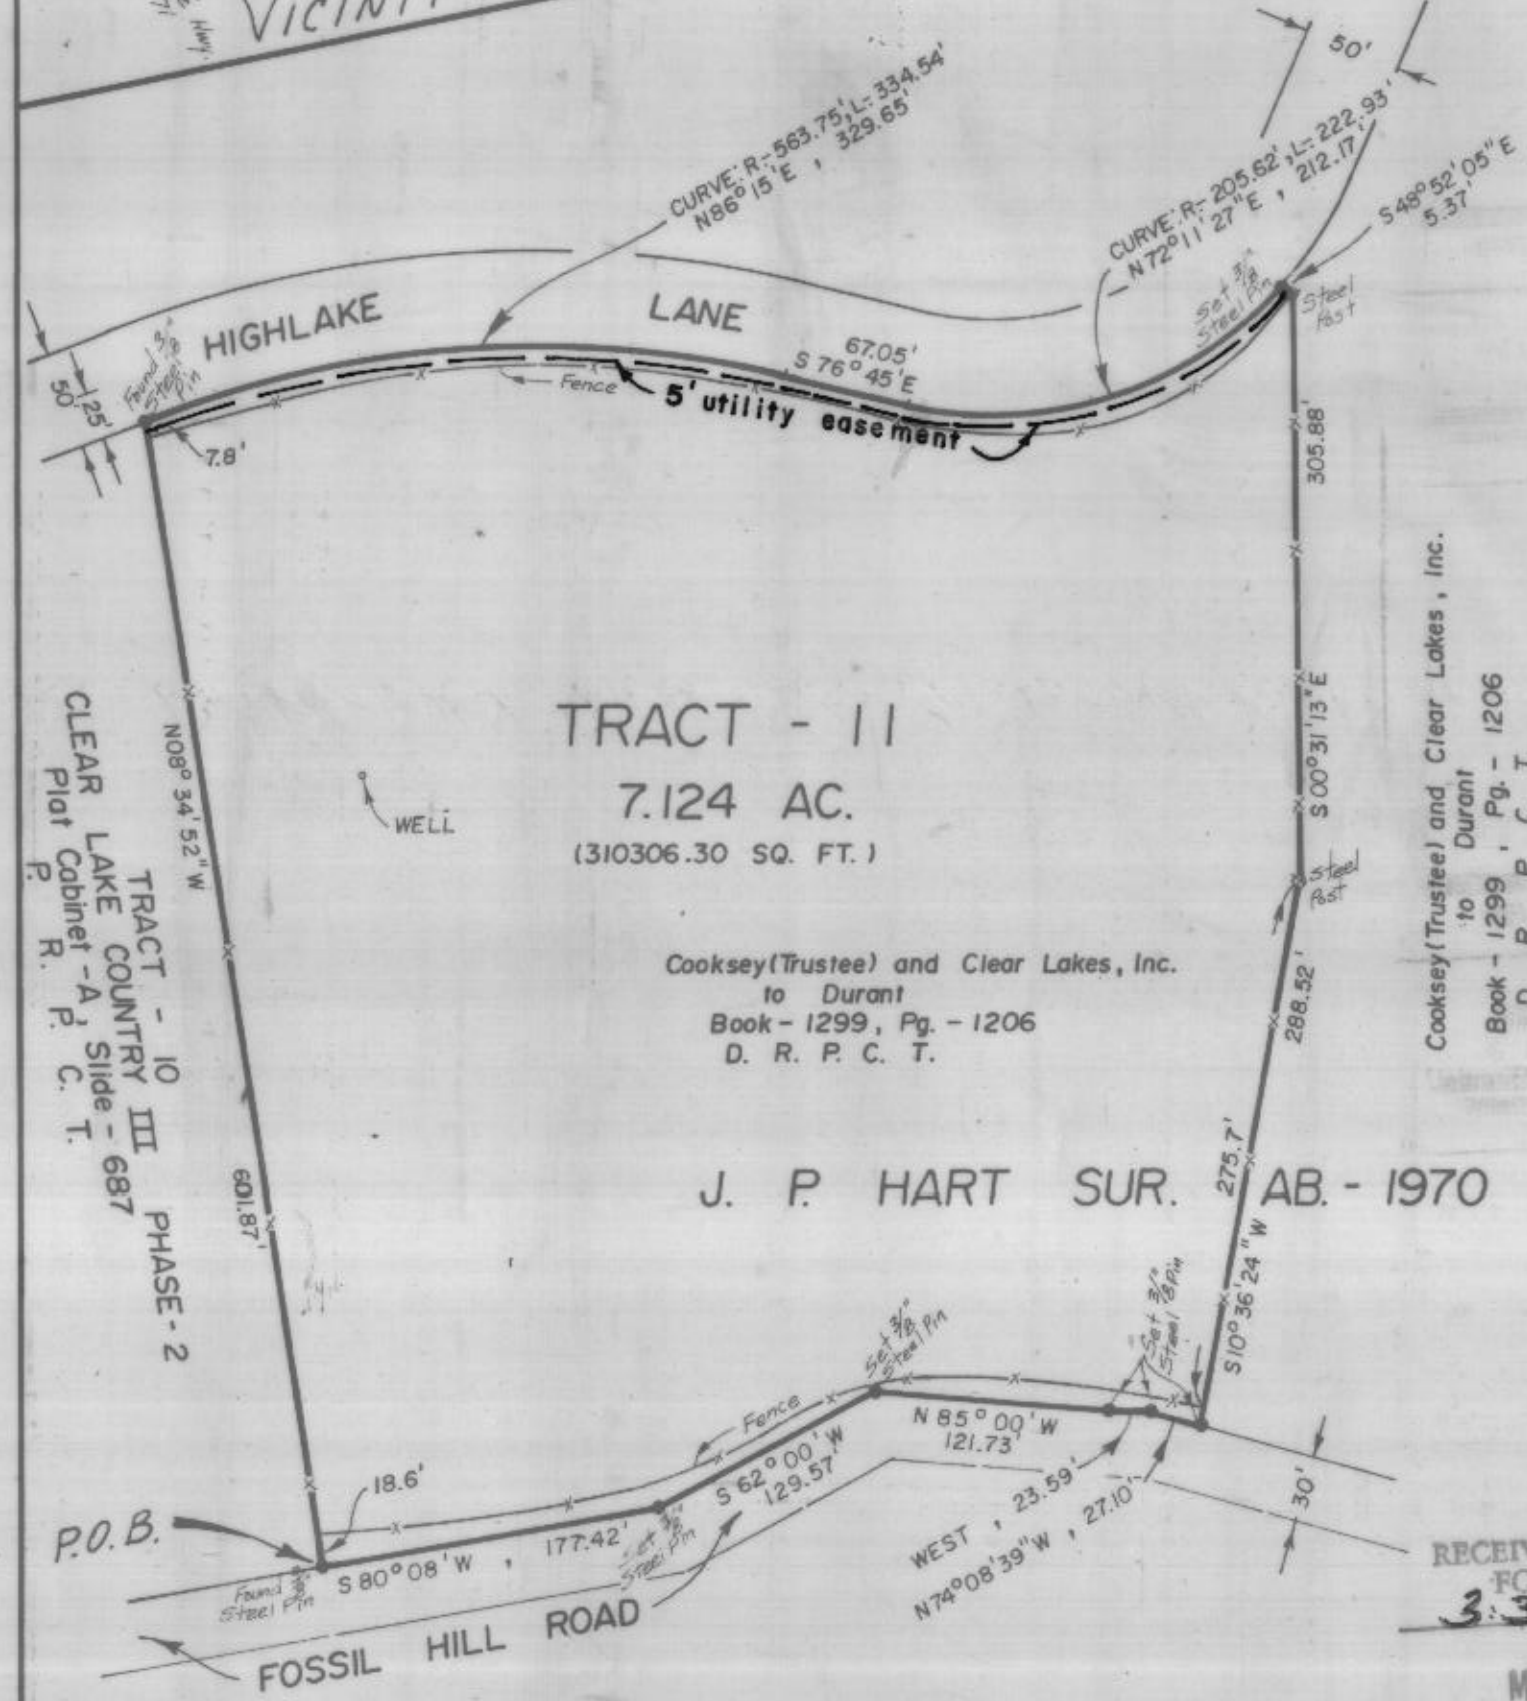 VICINI
HWY.
71
50'
CURVE: R-563.75', L=334.54'
N86°15'E , 329.65'
CURVE: R-205.62', L=222.93'
N72°11'27"E , 212.17'
S48°52'05"E
5.37'
Set 3/8"
Steel Pin
Steel
Post
HIGHLAKE LANE
Found 3/8"
Steel
Pin
67.05'
S 76°45'E
50'
25'
7.8'
Fence
5' utility easement
305.88'
S00°31'13"E
N08°34'52"W
601.87'
TRACT - 11
7.124 AC.
(310306.30 SQ. FT.)
WELL
Steel
Post
TRACT - 10
CLEAR LAKE COUNTRY III PHASE-2
Plat Cabinet-A, Slide-687
P. R. P. C. T.
Cooksey(Trustee) and Clear Lakes, Inc.
to Durant
Book-1299, Pg.-1206
D. R. P. C. T.
Cooksey(Trustee) and Clear Lakes, Inc.
to Durant
Book-1299, Pg.-1206
D. R. P. C. T.
288.52'
275.7'
S10°36'24"W
J. P. HART SUR. AB.-1970
Set 3/8"
Steel Pin
Set 3/8"
Steel Pin
Fence
N 85°00'W
121.73'
S 62°00'W
129.57'
WEST , 23.59'
N74°08'39"W , 27.10'
30'
18.6'
P.O.B.
S80°08'W , 177.42'
Set 3/8"
Steel Pin
Found 3/8"
Steel Pin
FOSSIL HILL ROAD
RECEIV
FO
3:3
M